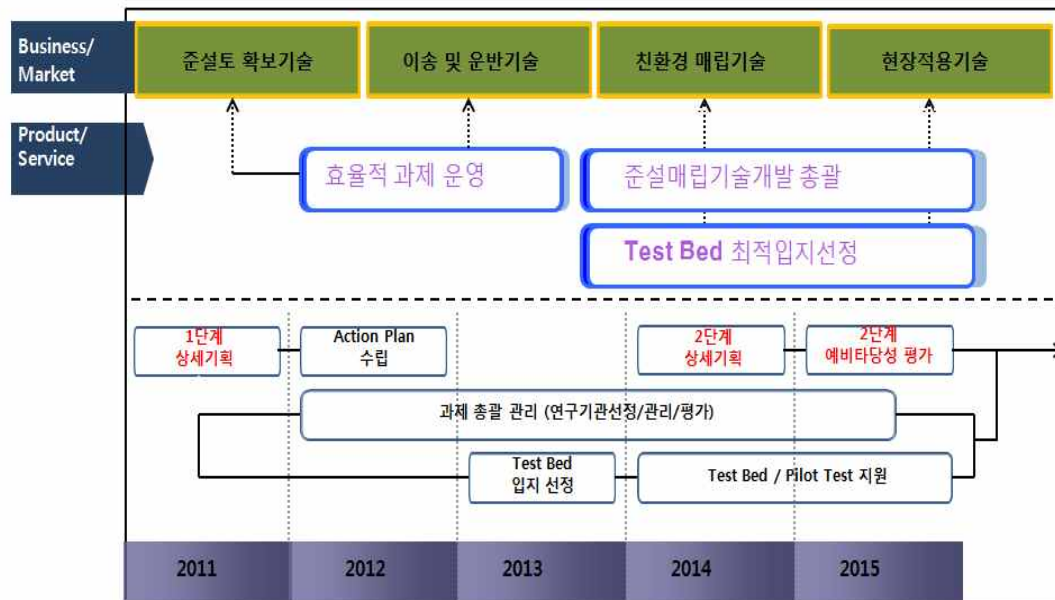 Business/
Market
준설토 확보기술
이송 및 운반기술
친환경 매립기술
현장적용기술
Product/
Service
효율적 과제 운영
준설매립기술개발 총괄
Test Bed 최적입지선정
1단계
상세기획
Action Plan
수립
2단계
상세기획
2단계
예비타당성 평가
과제 총괄 관리 (연구기관선정/관리/평가)
Test Bed
입지 선정
Test Bed / Pilot Test 지원
2011
2012
2013
2014
2015